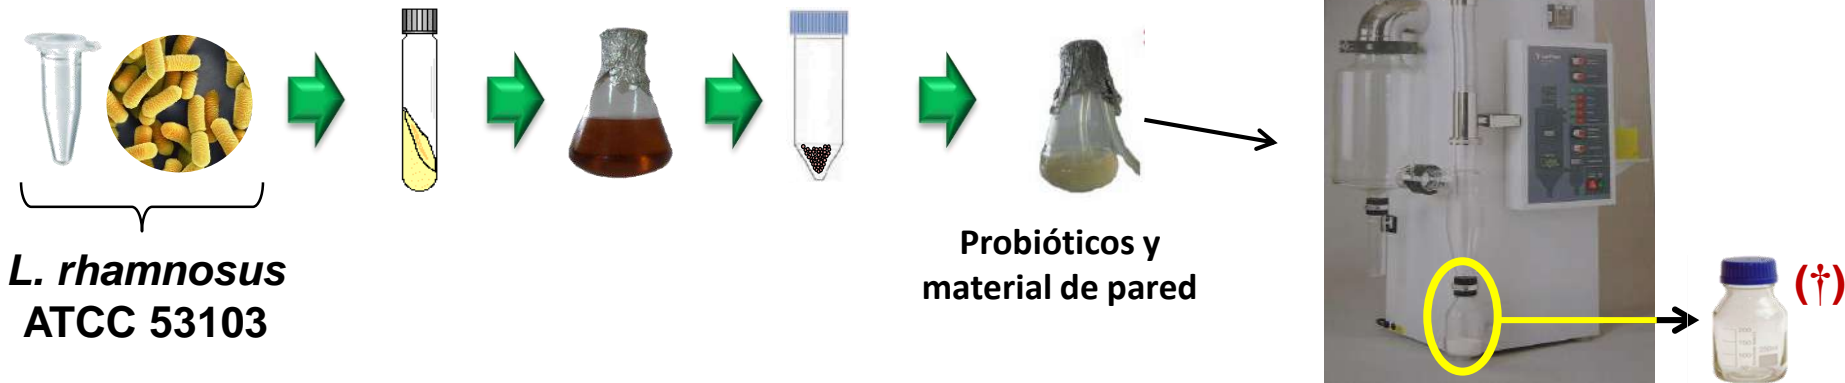 L. rhamnosus
ATCC 53103
Probióticos y
material de pared
(†)